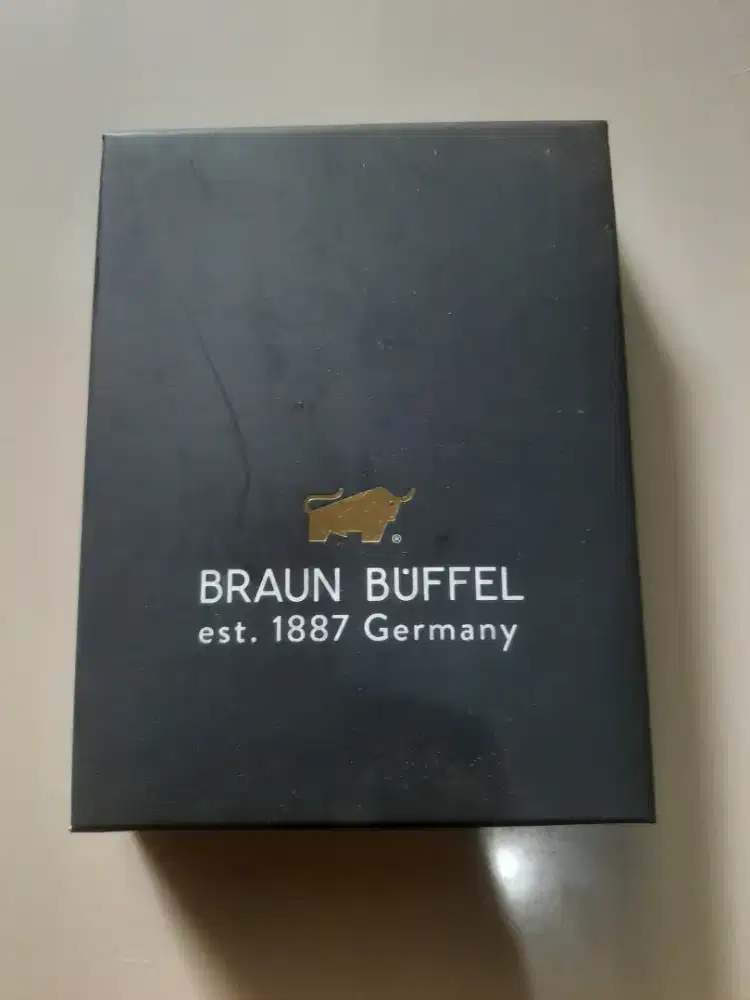 ®
BRAUN BÜFFEL
est. 1887 Germany